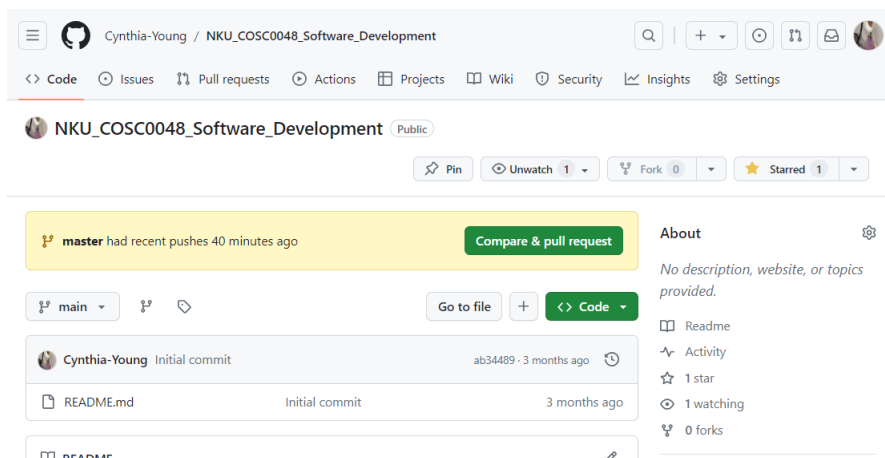 Cynthia-Young / NKU_COSC0048_Software_Development
Code Issues Pull requests Actions Projects Wiki Security Insights Settings
NKU_COSC0048_Software_Development Public
Pin Unwatch 1 Fork 0 Starred 1
master had recent pushes 40 minutes ago Compare & pull request
main Go to file Code
Cynthia-Young Initial commit ab34489 · 3 months ago
README.md Initial commit 3 months ago
README
About
No description, website, or topics
provided.
Readme
Activity
1 star
1 watching
0 forks